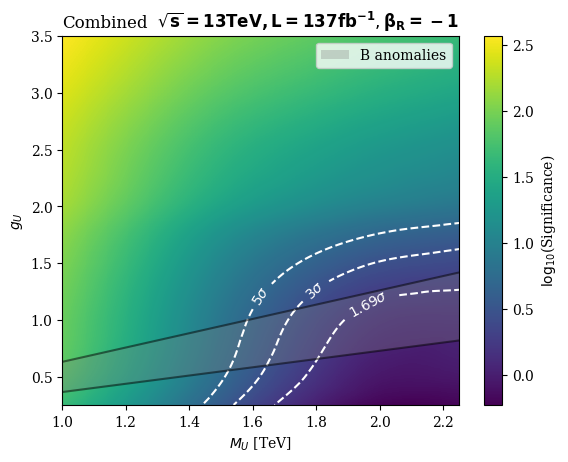 Combined √s = 13TeV, L = 137fb⁻¹, β_R = −1
B anomalies
3.5
3.0
2.5
2.0
1.5
1.0
0.5
g_U
5σ
3σ
1.69σ
1.0 1.2 1.4 1.6 1.8 2.0 2.2
M_U [TeV]
2.5
2.0
1.5
1.0
0.5
0.0
log₁₀(Significance)